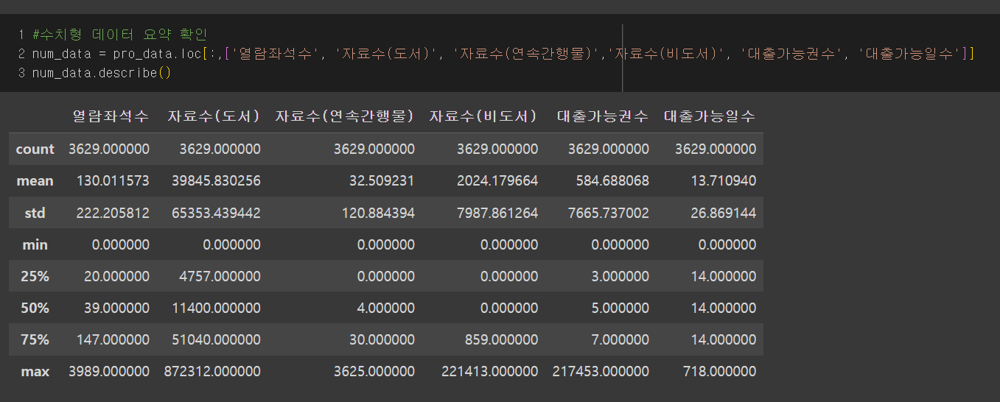 1 #수치형 데이터 요약 확인
2 num_data = pro_data.loc[:,['열람좌석수', '자료수(도서)', '자료수(연속간행물)','자료수(비도서)', '대출가능권수', '대출가능일수']]
3 num_data.describe()
열람좌석수 자료수(도서) 자료수(연속간행물) 자료수(비도서) 대출가능권수 대출가능일수
count 3629.000000 3629.000000 3629.000000 3629.000000 3629.000000 3629.000000
mean 130.011573 39845.830256 32.509231 2024.179664 584.688068 13.710940
std 222.205812 65353.439442 120.884394 7987.861264 7665.737002 26.869144
min 0.000000 0.000000 0.000000 0.000000 0.000000 0.000000
25% 20.000000 4757.000000 0.000000 0.000000 3.000000 14.000000
50% 39.000000 11400.000000 4.000000 0.000000 5.000000 14.000000
75% 147.000000 51040.000000 30.000000 859.000000 7.000000 14.000000
max 3989.000000 872312.000000 3625.000000 221413.000000 217453.000000 718.000000